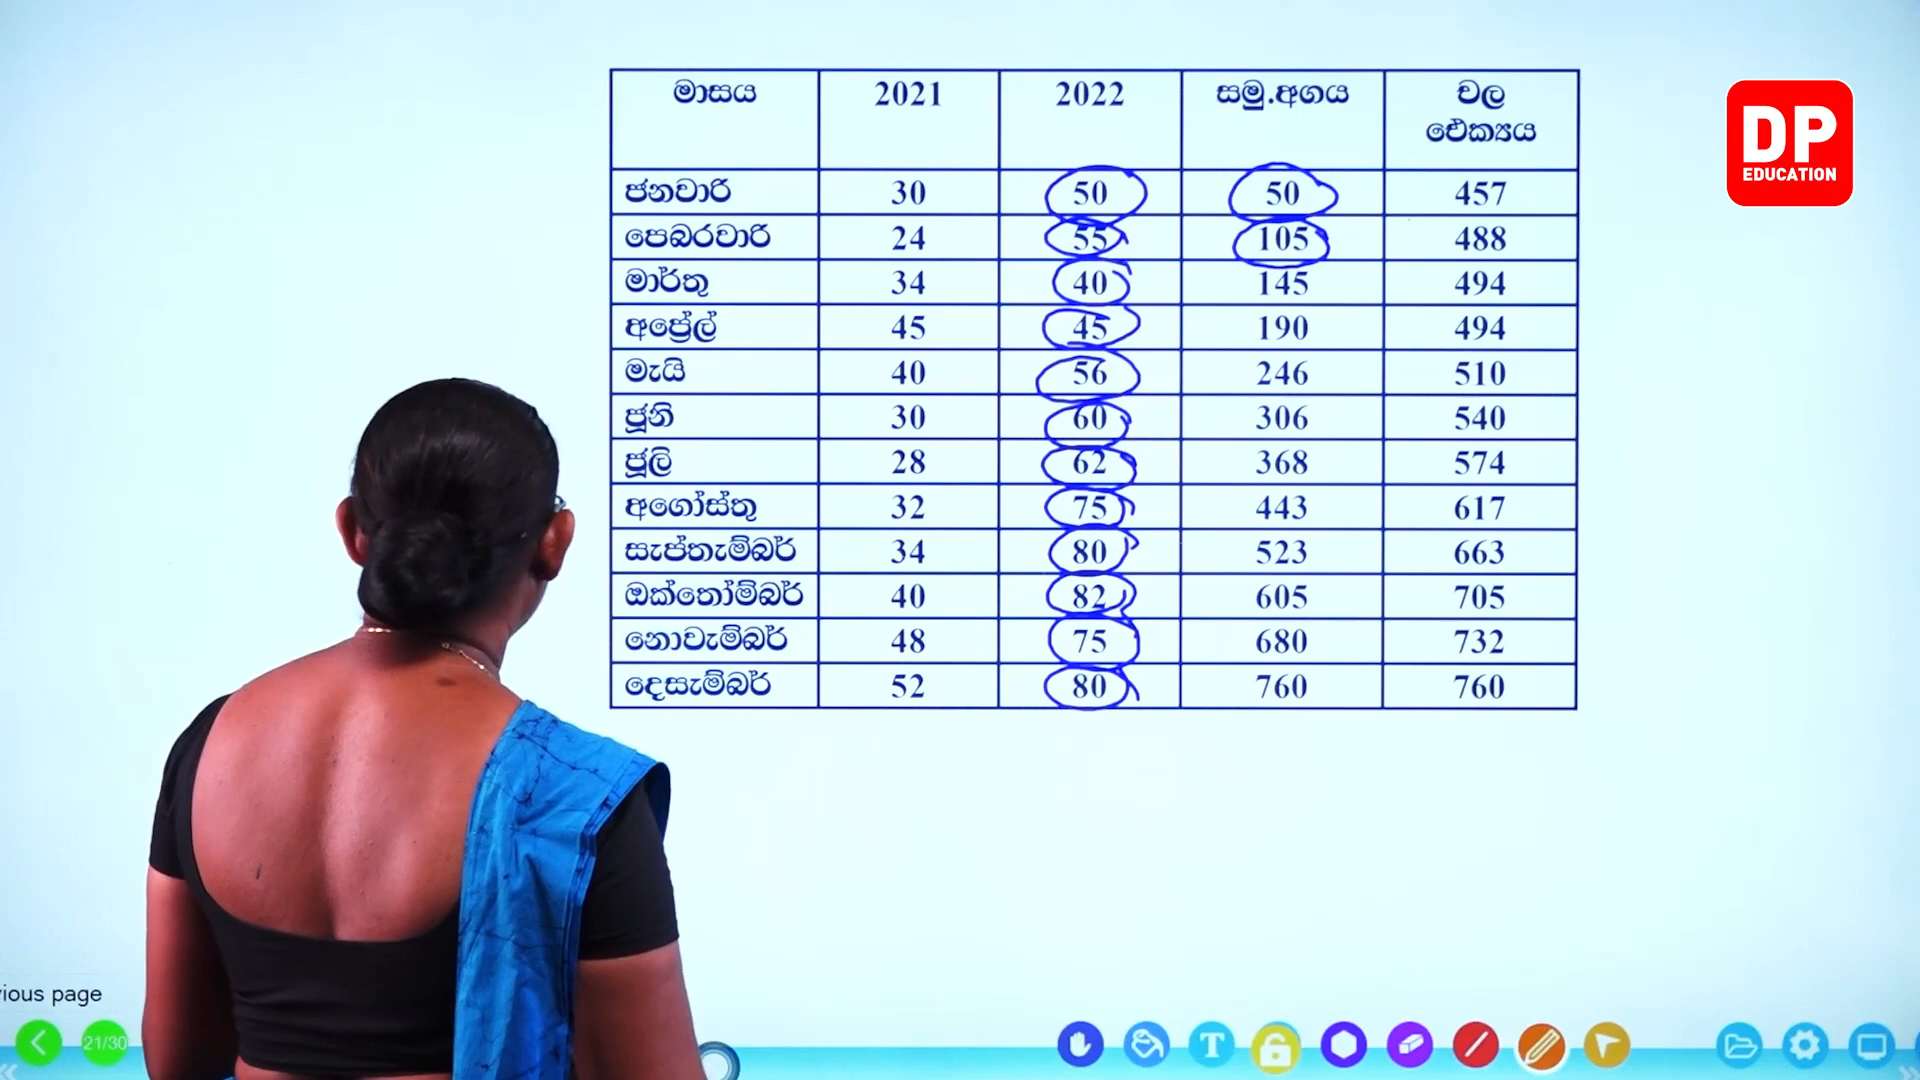 මාසය 2021 2022 සමු.අගය චල ඓක්‍යය
ජනවාරි 30 50 50 457
පෙබරවාරි 24 55 105 488
මාර්තු 34 40 145 494
අප්‍රේල් 45 45 190 494
මැයි 40 56 246 510
ජූනි 30 60 306 540
ජූලි 28 62 368 574
අගෝස්තු 32 75 443 617
සැප්තැම්බර් 34 80 523 663
ඔක්තෝම්බර් 40 82 605 705
නොවැම්බර් 48 75 680 732
දෙසැම්බර් 52 80 760 760
DP
EDUCATION
vious page
21/30
T